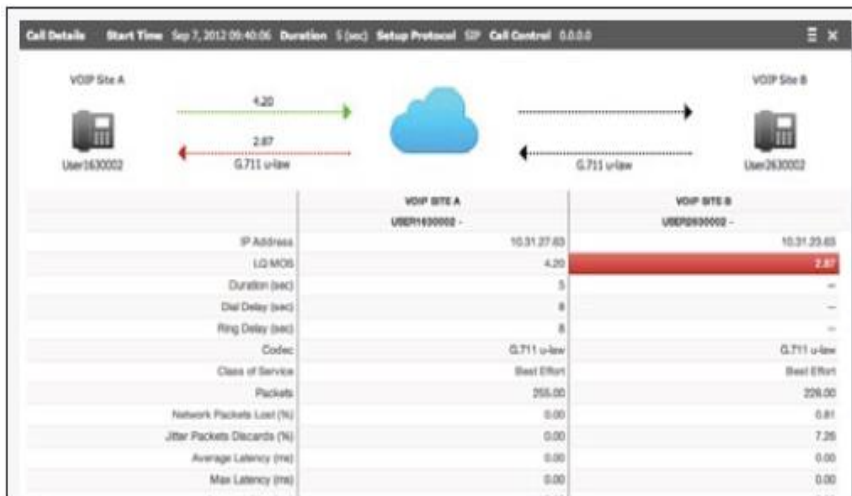 Call Details Start Time Sep 7, 2012 09:40:06 Duration 5 (sec) Setup Protocol SIP Call Control 0.0.0.0
VOIP Site A
VOIP Site B
4.20
2.87
G.711 u-law
G.711 u-law
User1630002
User2630002
VOIP SITE A VOIP SITE B
USER1630002 - USER2630002 -
IP Address 10.31.27.63 10.31.23.63
LQ MOS 4.20 2.87
Duration (sec) 5 --
Dial Delay (sec) 8 --
Ring Delay (sec) 8 --
Codec G.711 u-law G.711 u-law
Class of Service Best Effort Best Effort
Packets 255.00 226.00
Network Packets Lost (%) 0.00 0.81
Jitter Packets Discards (%) 0.00 7.26
Average Latency (ms) 0.00 0.00
Max Latency (ms) 0.00 0.00